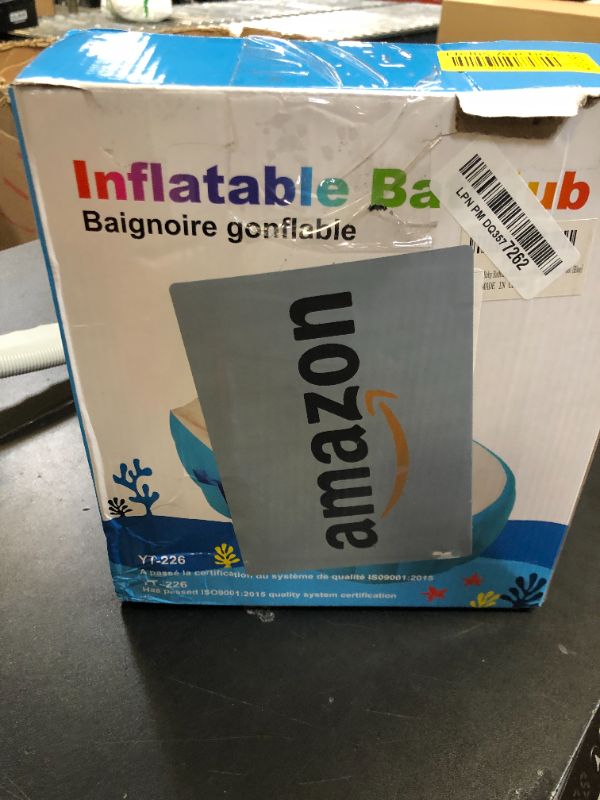 Inflatable Ba ub
Baignoire gonflable
LPN PM DQ3577262
MADE IN
amazon
YT-226
A passé la certification du système de qualité ISO9001:2015
YT-226
Has passed ISO9001:2015 quality system certification